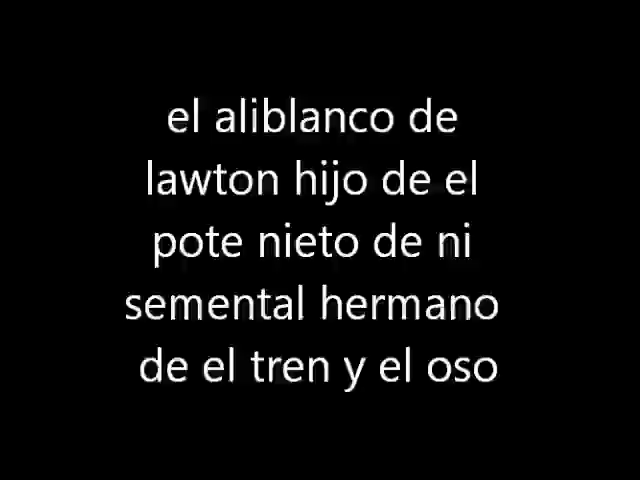 el aliblanco de
lawton hijo de el
pote nieto de ni
semental hermano
de el tren y el oso